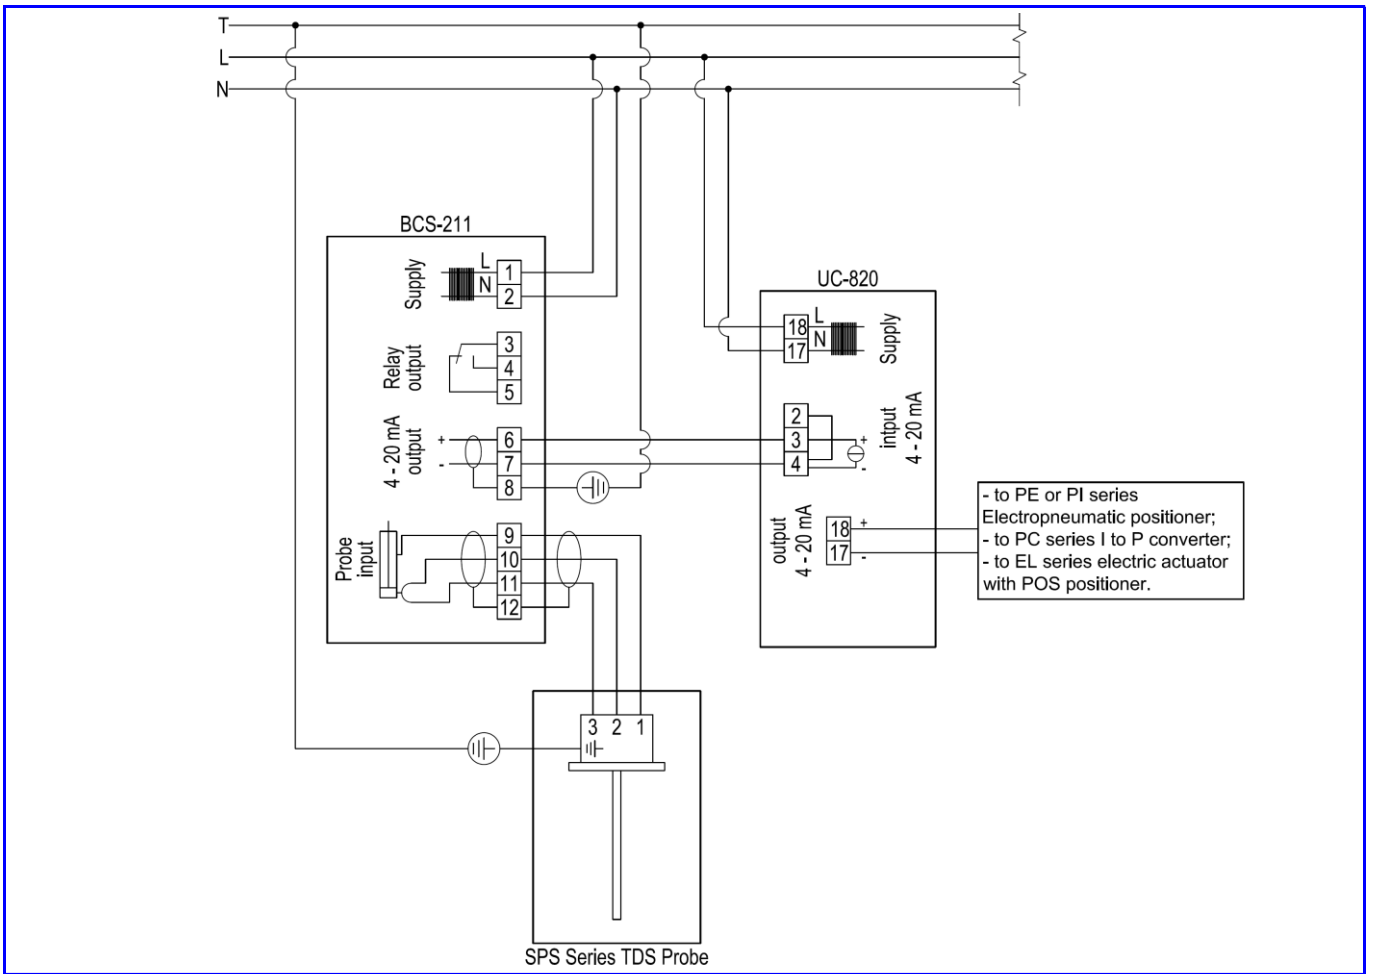 T
L
N
BCS-211
Supply
L
N
1
2
Relay
output
3
4
5
4 - 20 mA
output
+
-
6
7
8
Probe
input
9
10
11
12
UC-820
18
17
L
N
Supply
2
3
4
+
-
intput
4 - 20 mA
output
4 - 20 mA
18
17
+
-
- to PE or PI series
Electropneumatic positioner;
- to PC series I to P converter;
- to EL series electric actuator
with POS positioner.
3 2 1
SPS Series TDS Probe